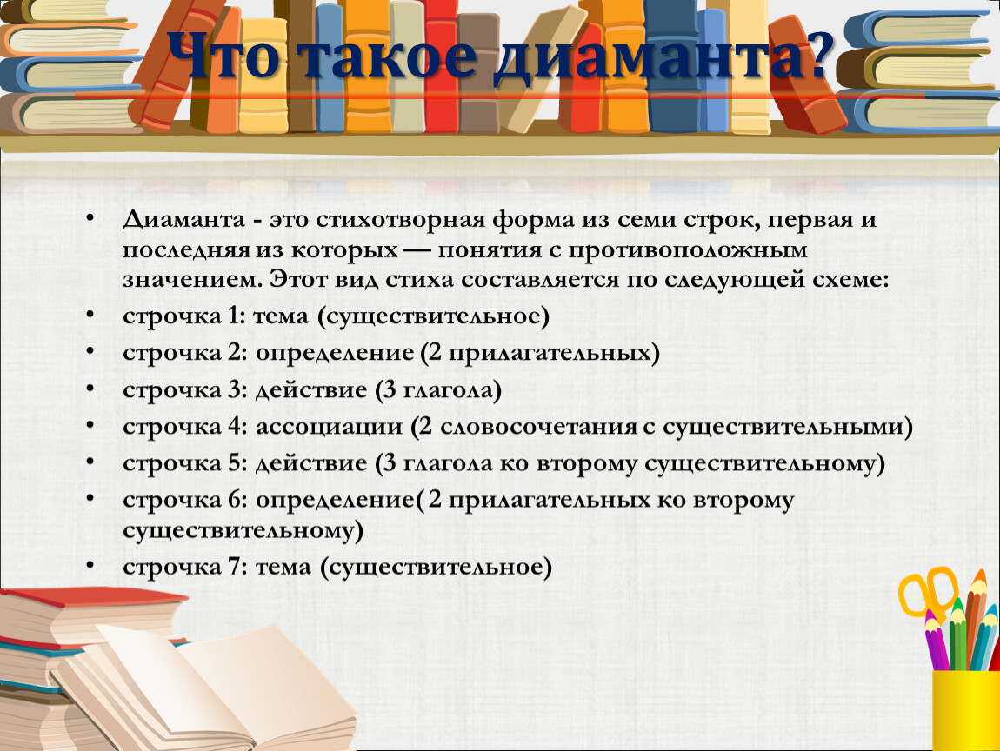 Что такое диаманта?
• Диаманта - это стихотворная форма из семи строк, первая и
последняя из которых — понятия с противоположным
значением. Этот вид стиха составляется по следующей схеме:
• строчка 1: тема (существительное)
• строчка 2: определение (2 прилагательных)
• строчка 3: действие (3 глагола)
• строчка 4: ассоциации (2 словосочетания с существительными)
• строчка 5: действие (3 глагола ко второму существительному)
• строчка 6: определение( 2 прилагательных ко второму
существительному)
• строчка 7: тема (существительное)